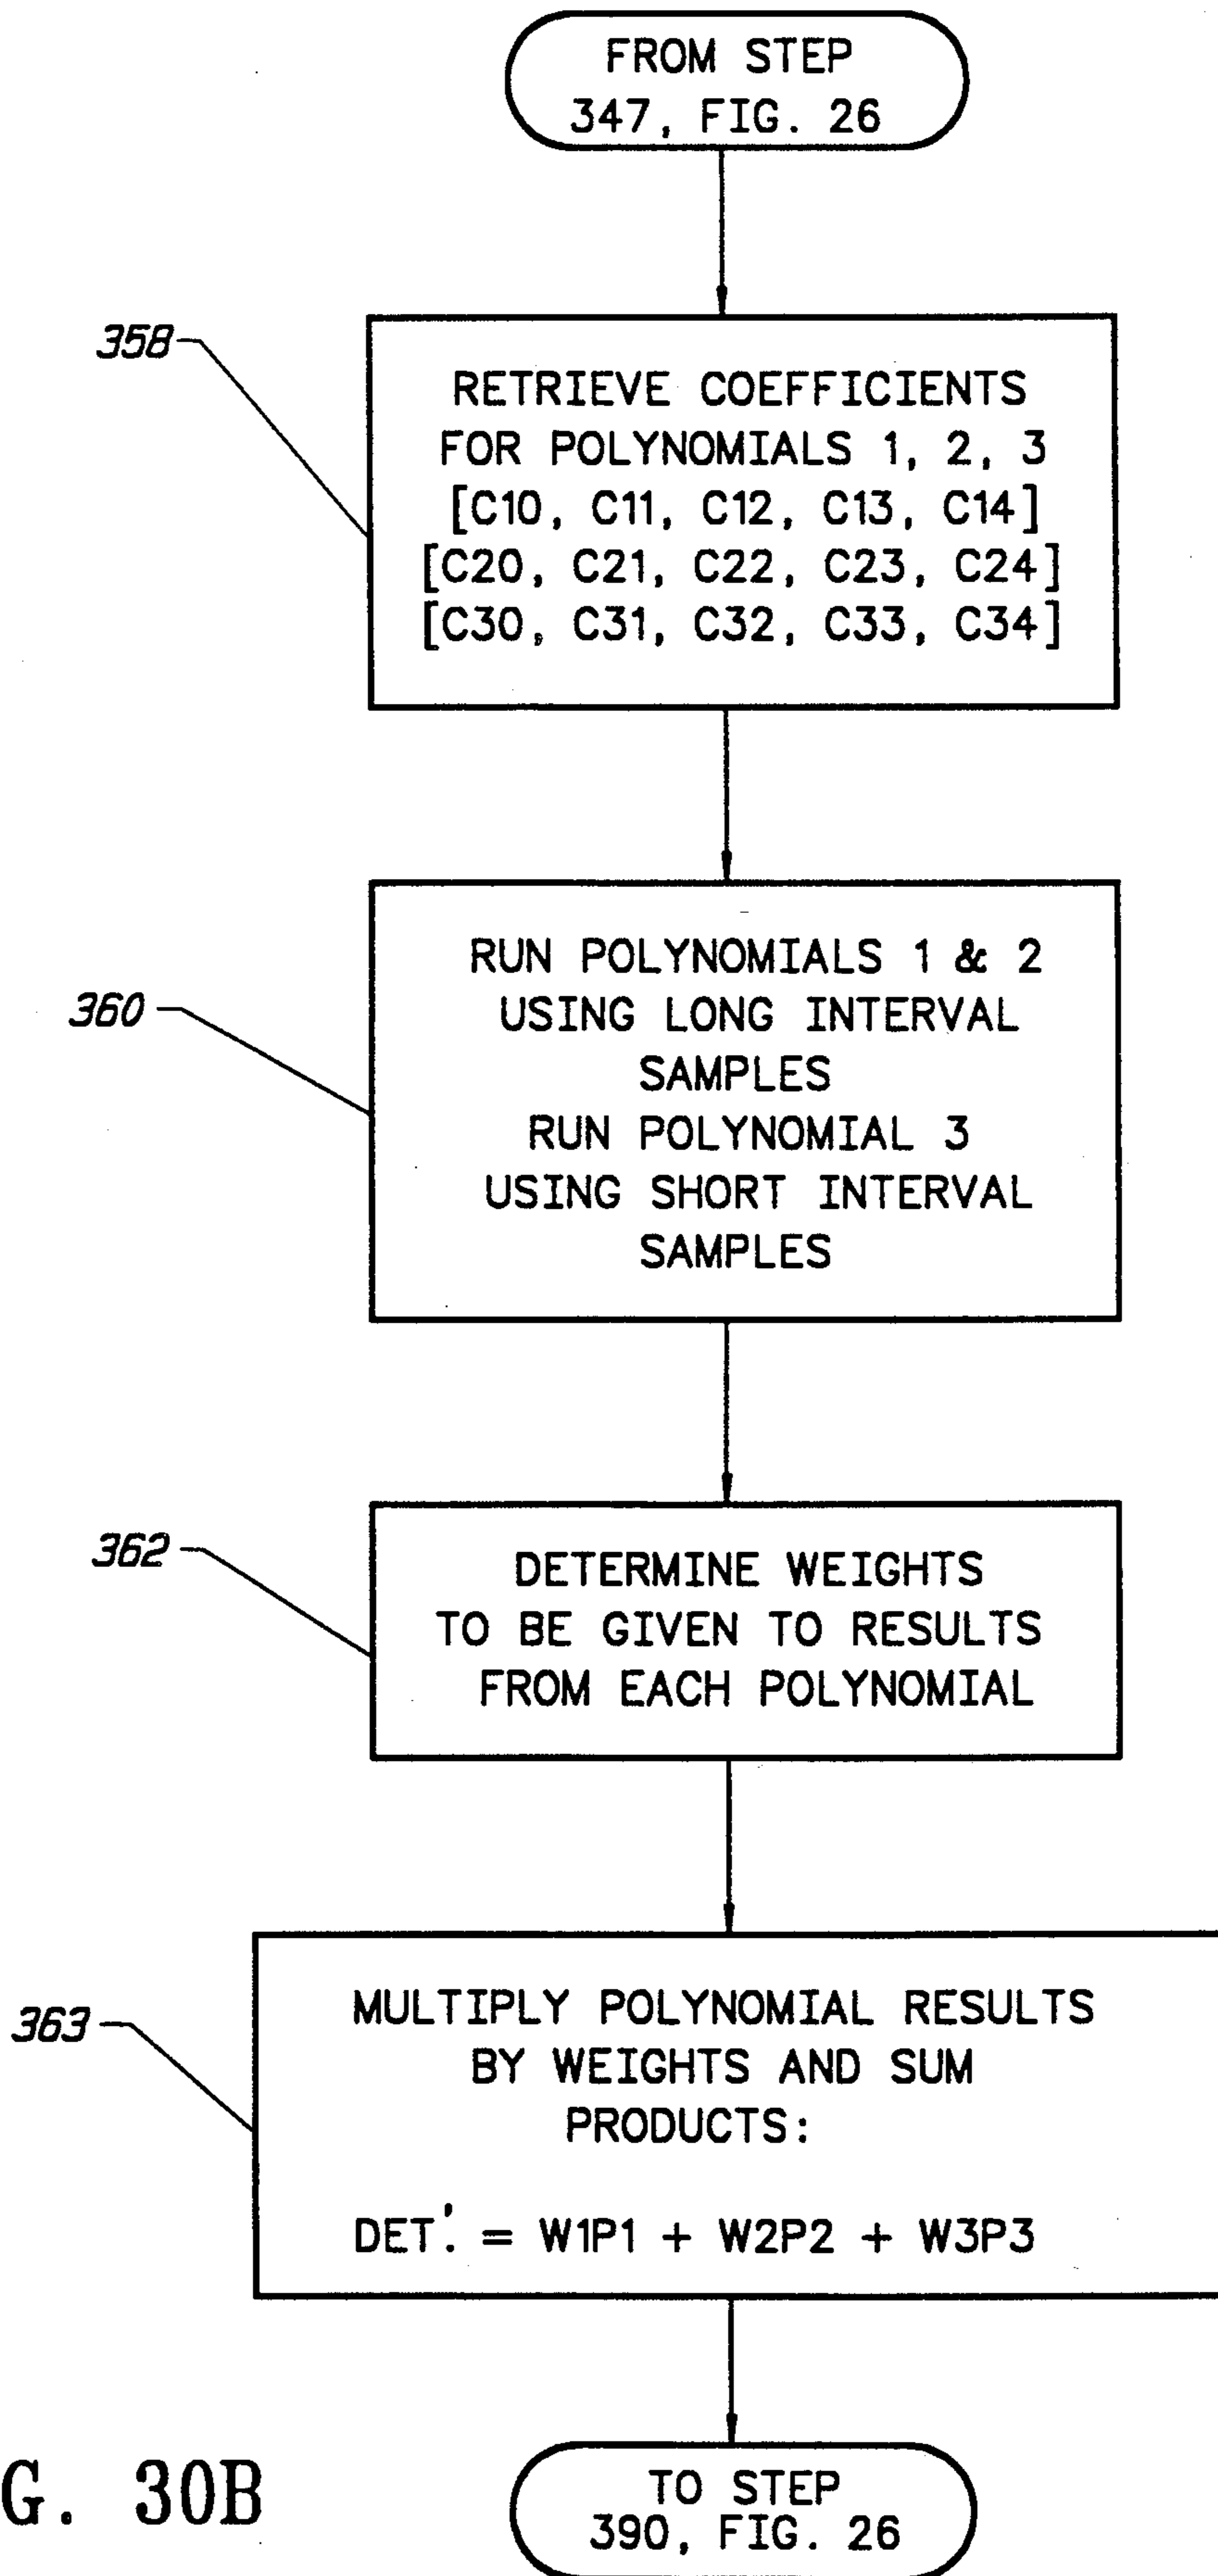 FROM STEP
347, FIG. 26
358
RETRIEVE COEFFICIENTS
FOR POLYNOMIALS 1, 2, 3
[C10, C11, C12, C13, C14]
[C20, C21, C22, C23, C24]
[C30, C31, C32, C33, C34]
360
RUN POLYNOMIALS 1 & 2
USING LONG INTERVAL
SAMPLES
RUN POLYNOMIAL 3
USING SHORT INTERVAL
SAMPLES
362
DETERMINE WEIGHTS
TO BE GIVEN TO RESULTS
FROM EACH POLYNOMIAL
363
MULTIPLY POLYNOMIAL RESULTS
BY WEIGHTS AND SUM
PRODUCTS:
DET.' = W1P1 + W2P2 + W3P3
G. 30B
TO STEP
390, FIG. 26